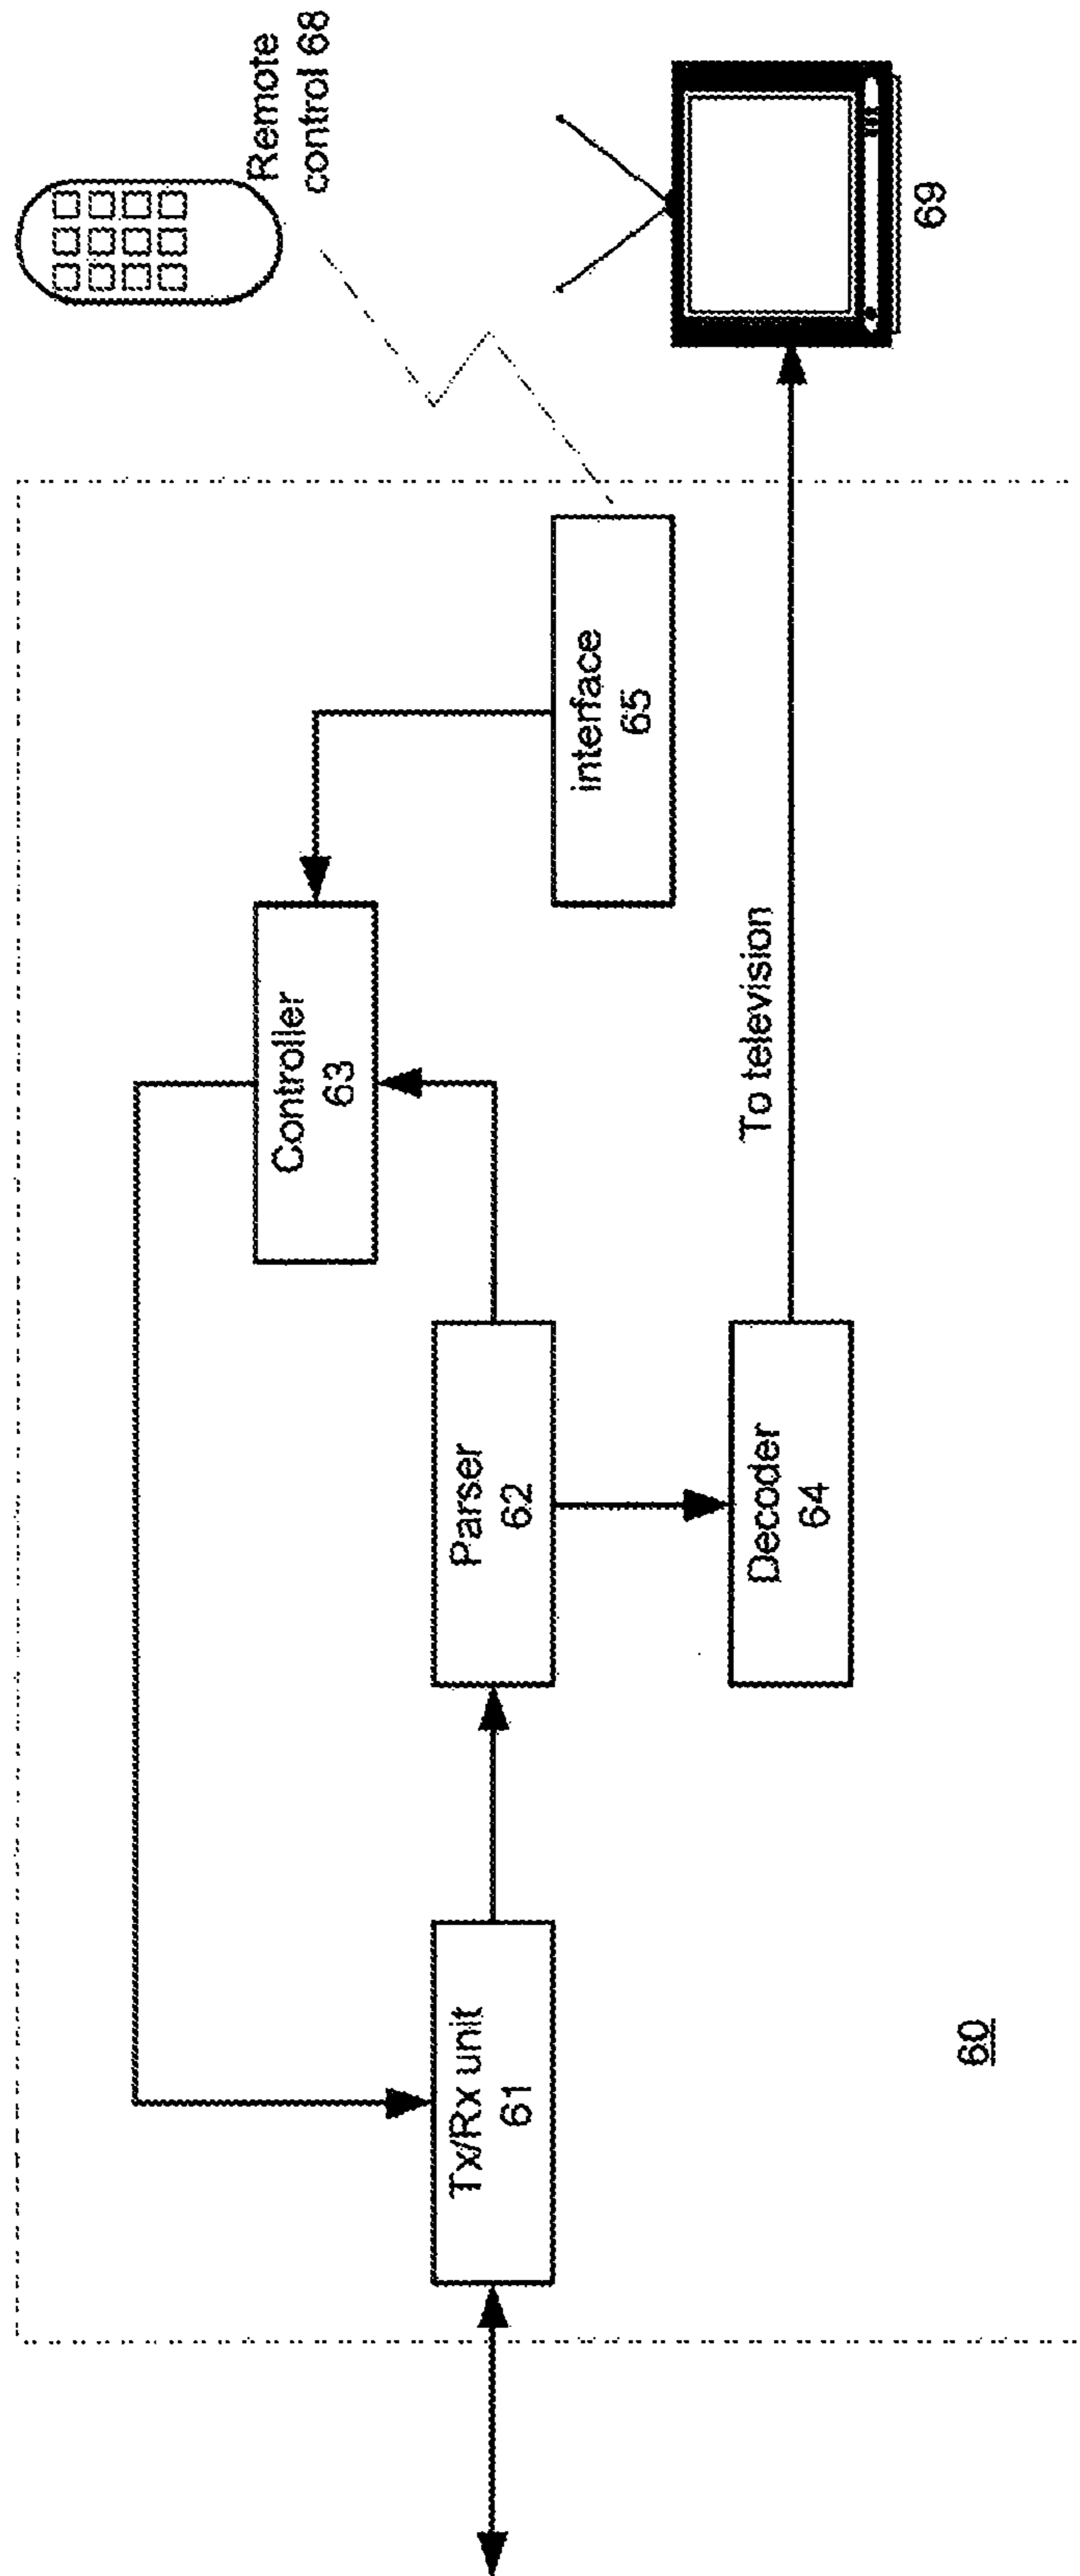 Remote
control 68
Controller
63
interface
65
Tx/Rx unit
61
Parser
62
Decoder
64
To television
69
60